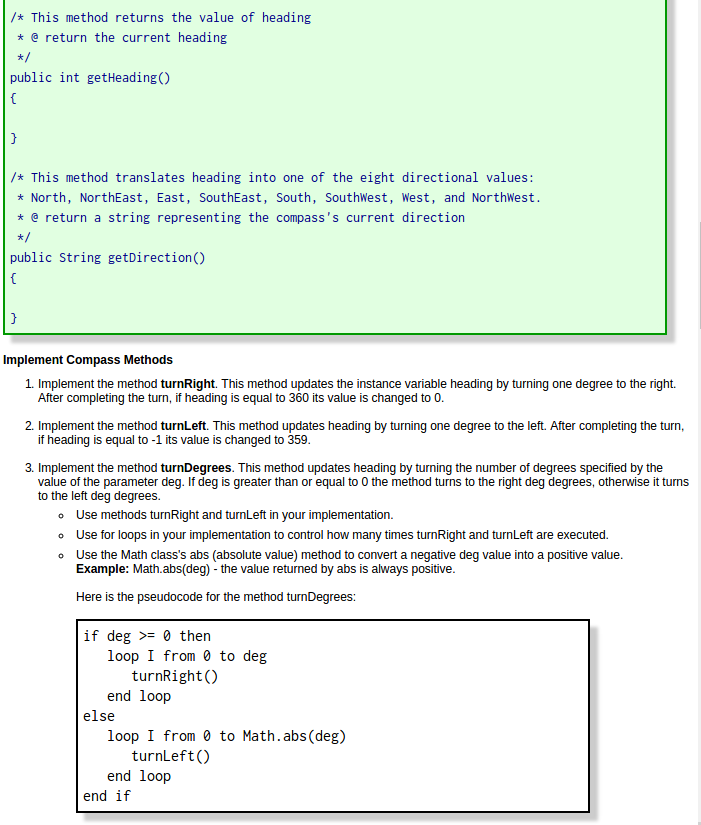 /* This method returns the value of heading
 * @ return the current heading
 */
public int getHeading()
{
}
/* This method translates heading into one of the eight directional values:
 * North, NorthEast, East, SouthEast, South, SouthWest, West, and NorthWest.
 * @ return a string representing the compass's current direction
 */
public String getDirection()
{
}
Implement Compass Methods
1. Implement the method turnRight. This method updates the instance variable heading by turning one degree to the right.
After completing the turn, if heading is equal to 360 its value is changed to 0.
2. Implement the method turnLeft. This method updates heading by turning one degree to the left. After completing the turn,
if heading is equal to -1 its value is changed to 359.
3. Implement the method turnDegrees. This method updates heading by turning the number of degrees specified by the
value of the parameter deg. If deg is greater than or equal to 0 the method turns to the right deg degrees, otherwise it turns
to the left deg degrees.
○ Use methods turnRight and turnLeft in your implementation.
○ Use for loops in your implementation to control how many times turnRight and turnLeft are executed.
○ Use the Math class's abs (absolute value) method to convert a negative deg value into a positive value.
Example: Math.abs(deg) - the value returned by abs is always positive.
Here is the pseudocode for the method turnDegrees:
if deg >= 0 then
   loop I from 0 to deg
      turnRight()
   end loop
else
   loop I from 0 to Math.abs(deg)
      turnLeft()
   end loop
end if